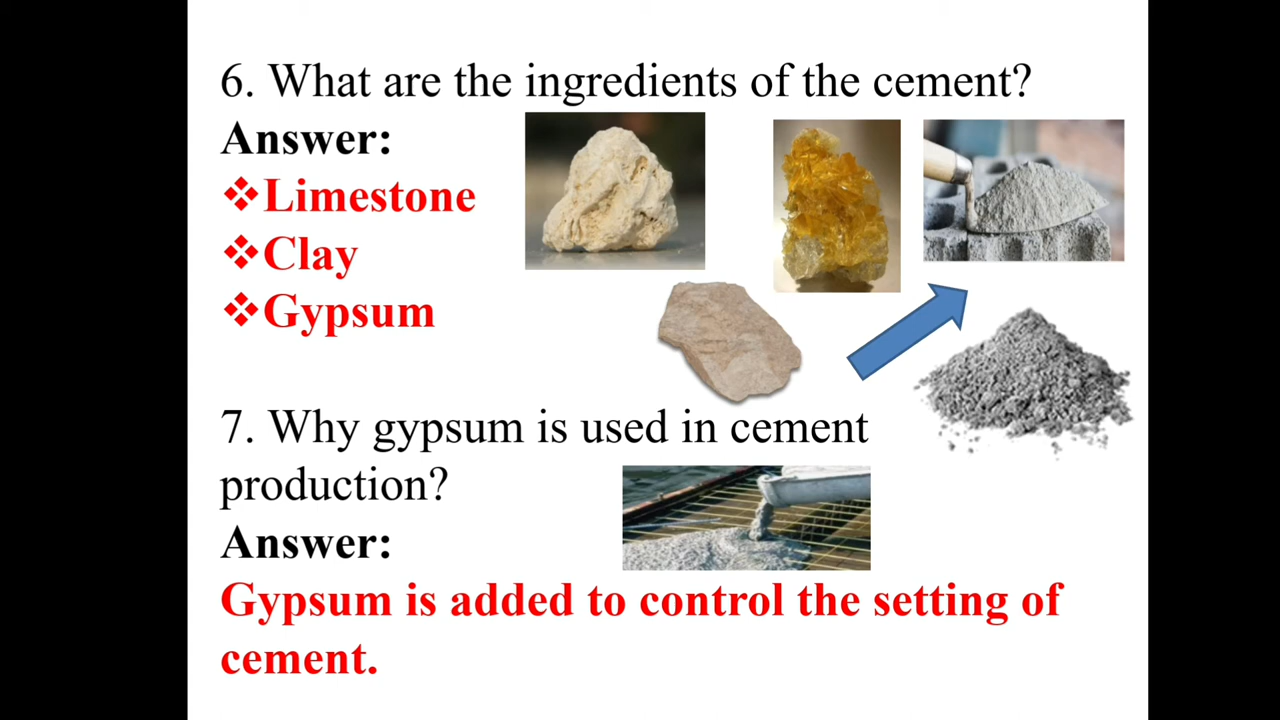 6. What are the ingredients of the cement?
Answer:
❖Limestone
❖Clay
❖Gypsum
7. Why gypsum is used in cement
production?
Answer:
Gypsum is added to control the setting of
cement.